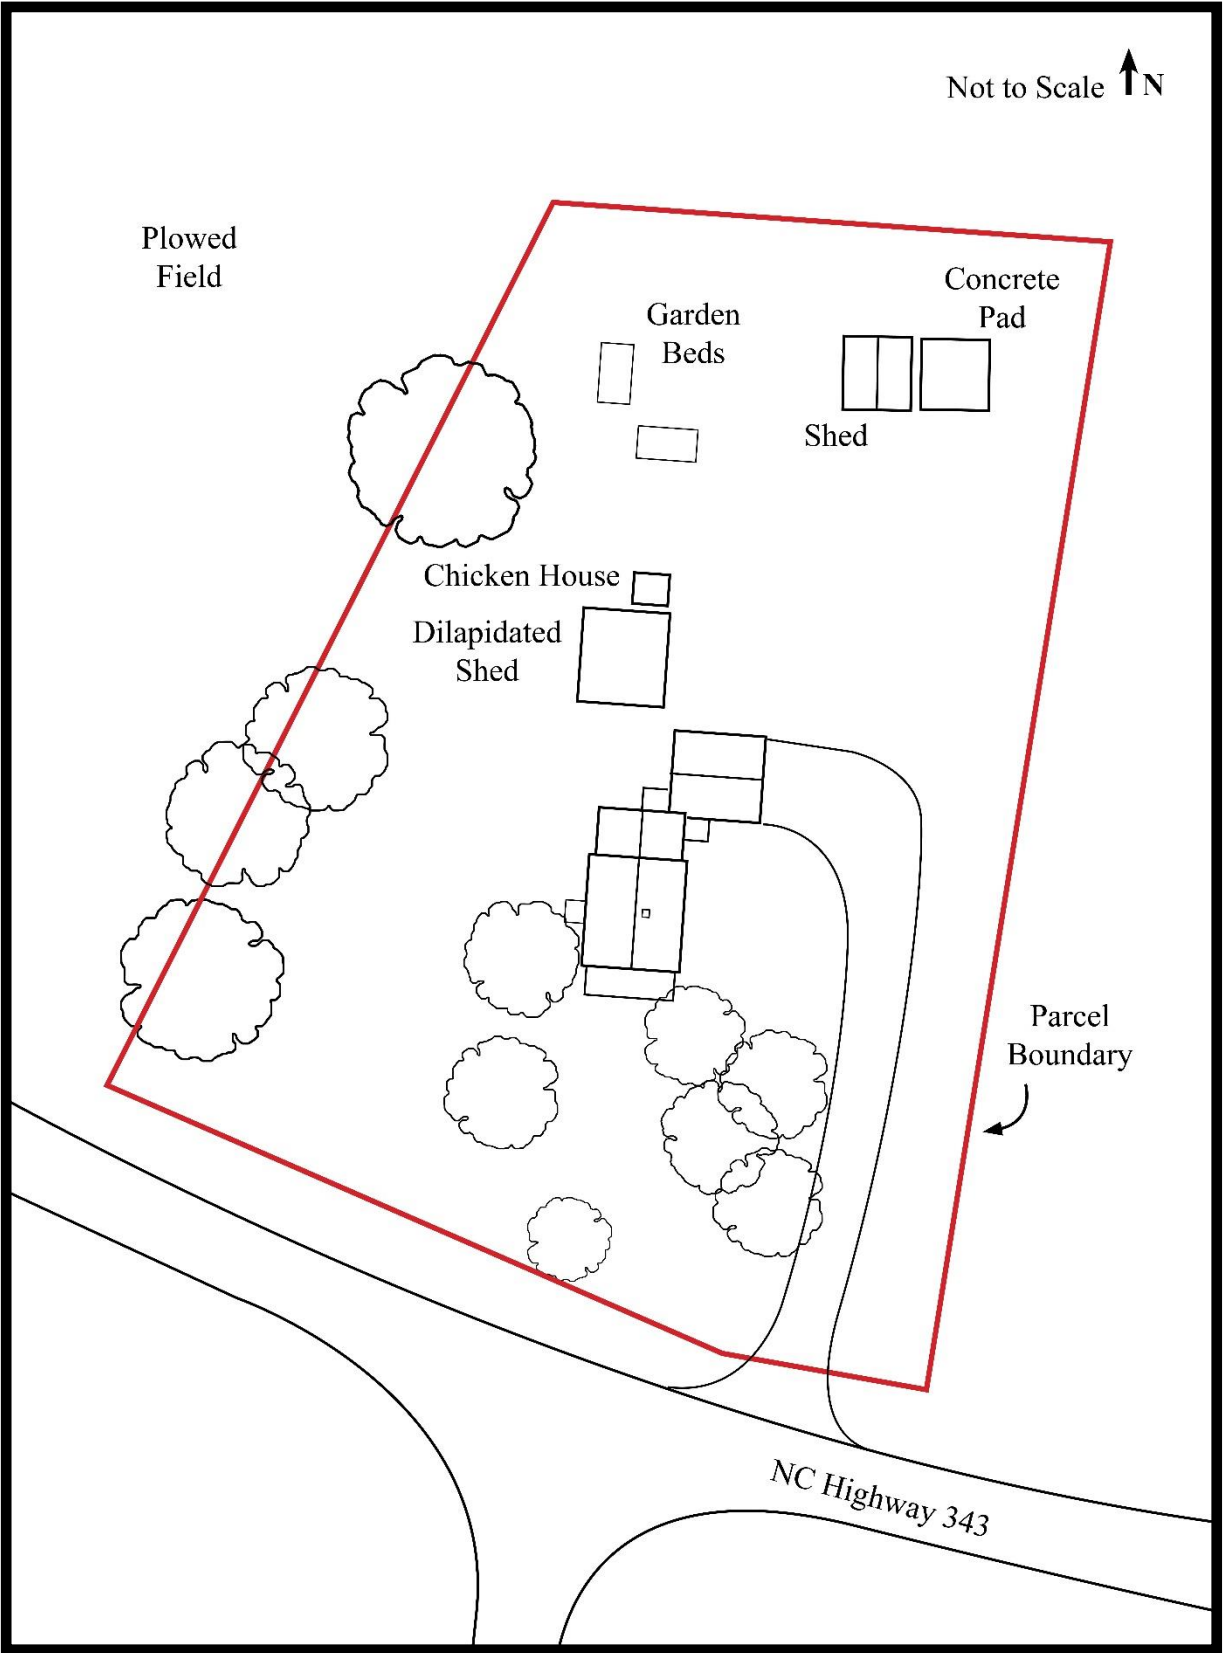 Not to Scale N
Plowed
Field
Concrete
Pad
Garden
Beds
Shed
Chicken House
Dilapidated
Shed
Parcel
Boundary
NC Highway 343